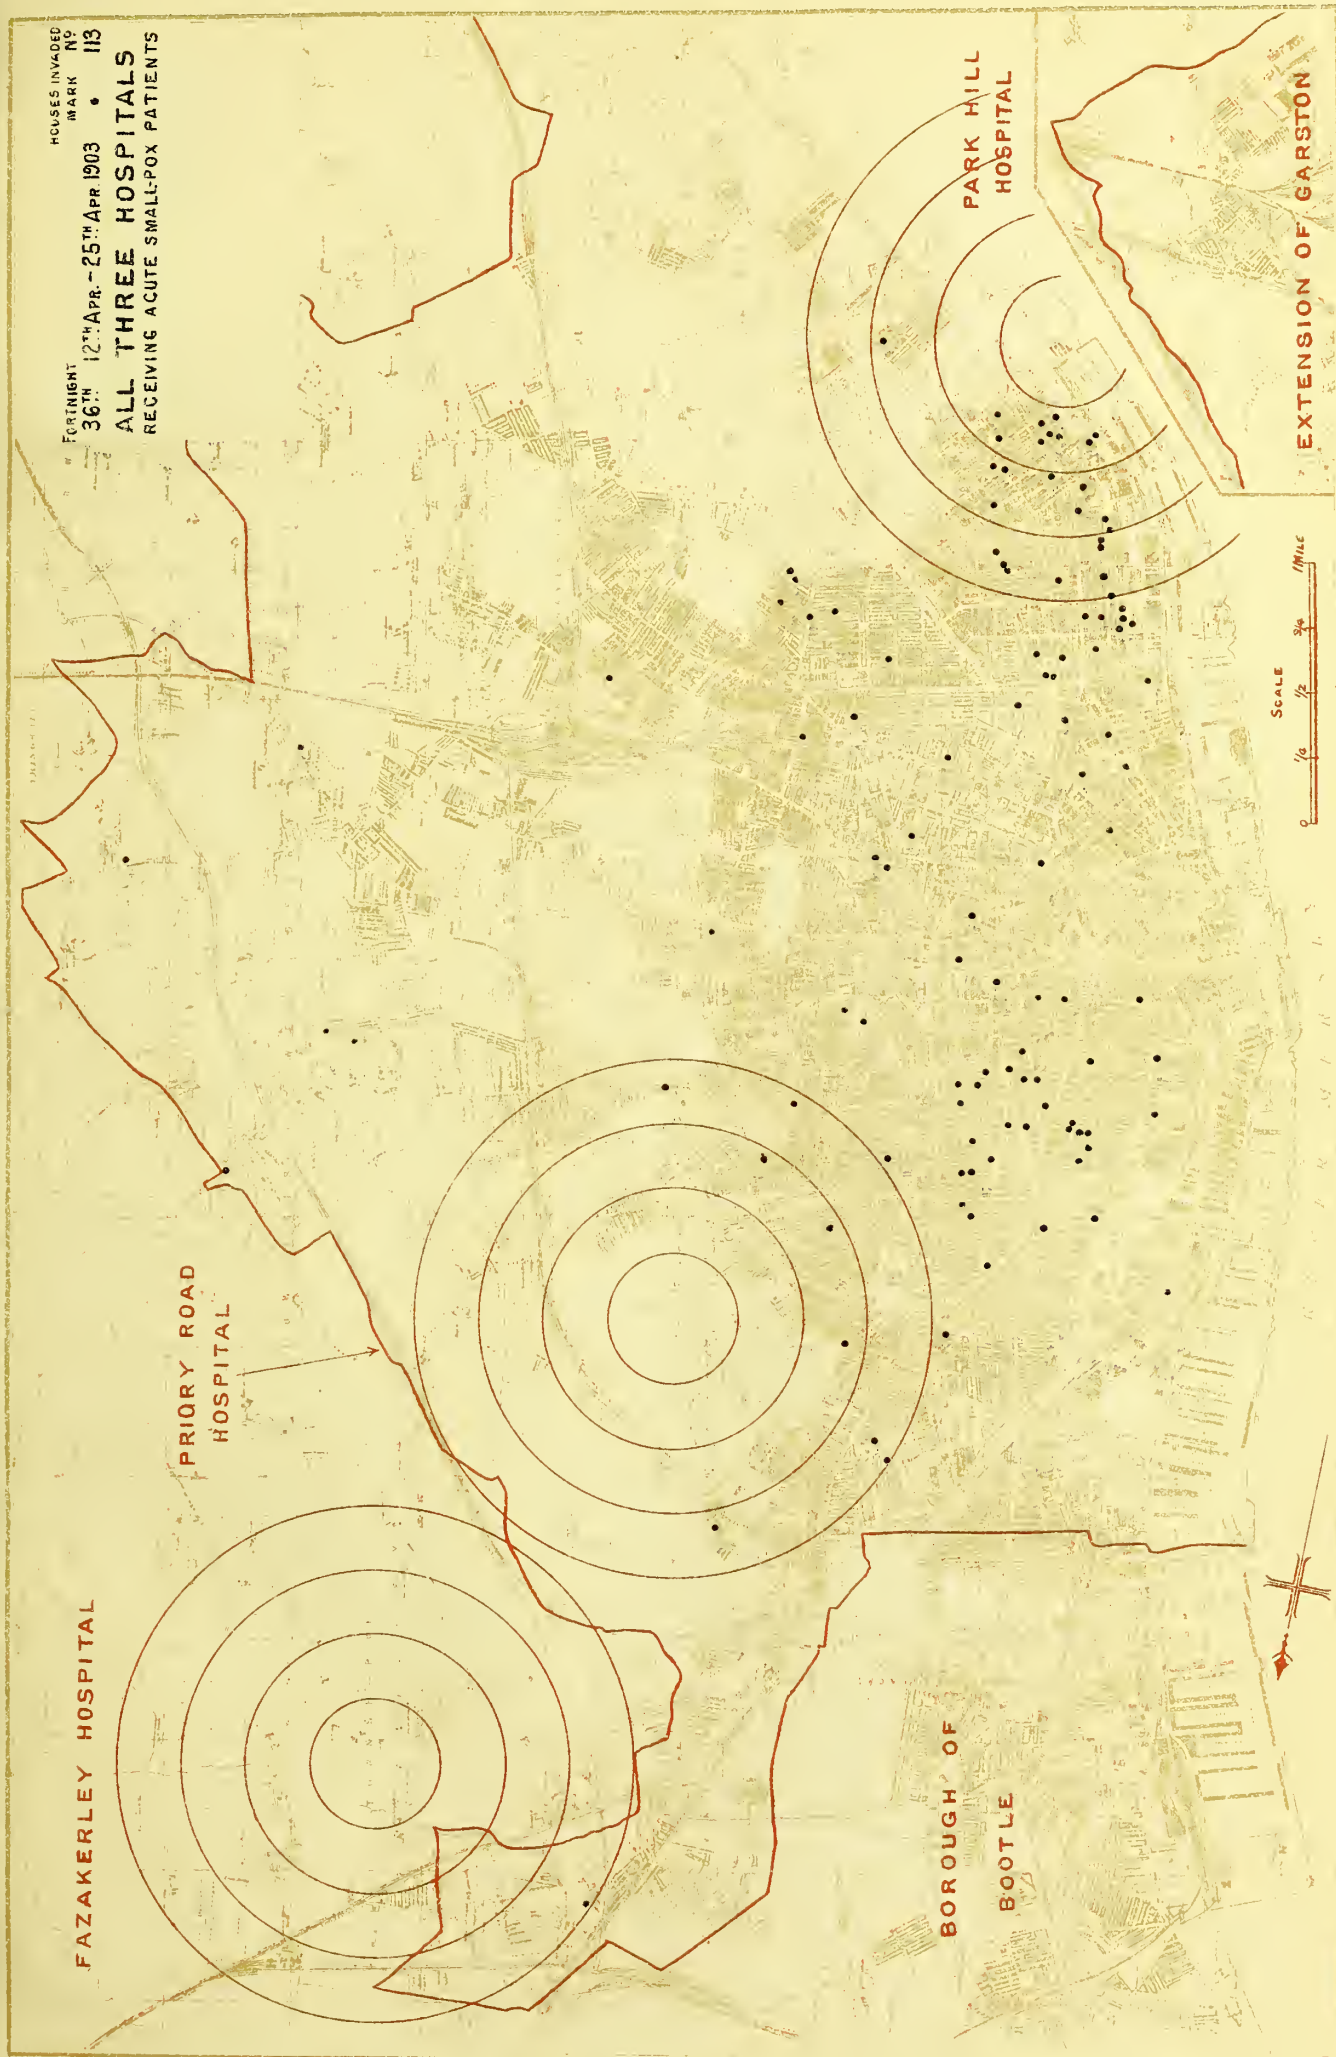 HOUSES INVADED
FORTNIGHT MARK Nº
36TH 12TH APR.-25TH APR 1903 • 113
ALL THREE HOSPITALS
RECEIVING ACUTE SMALL-POX PATIENTS
PARK HILL
HOSPITAL
EXTENSION OF GARSTON
SCALE
0 1/4 1/2 3/4 1 MILE
PRIORY ROAD
HOSPITAL
FAZAKERLEY HOSPITAL
BOROUGH OF
BOOTLE